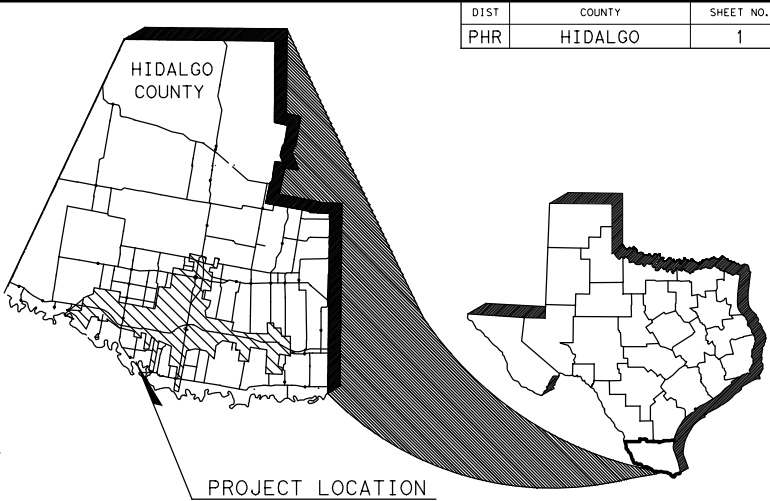 DIST COUNTY SHEET NO.
PHR HIDALGO 1
HIDALGO
COUNTY
PROJECT LOCATION